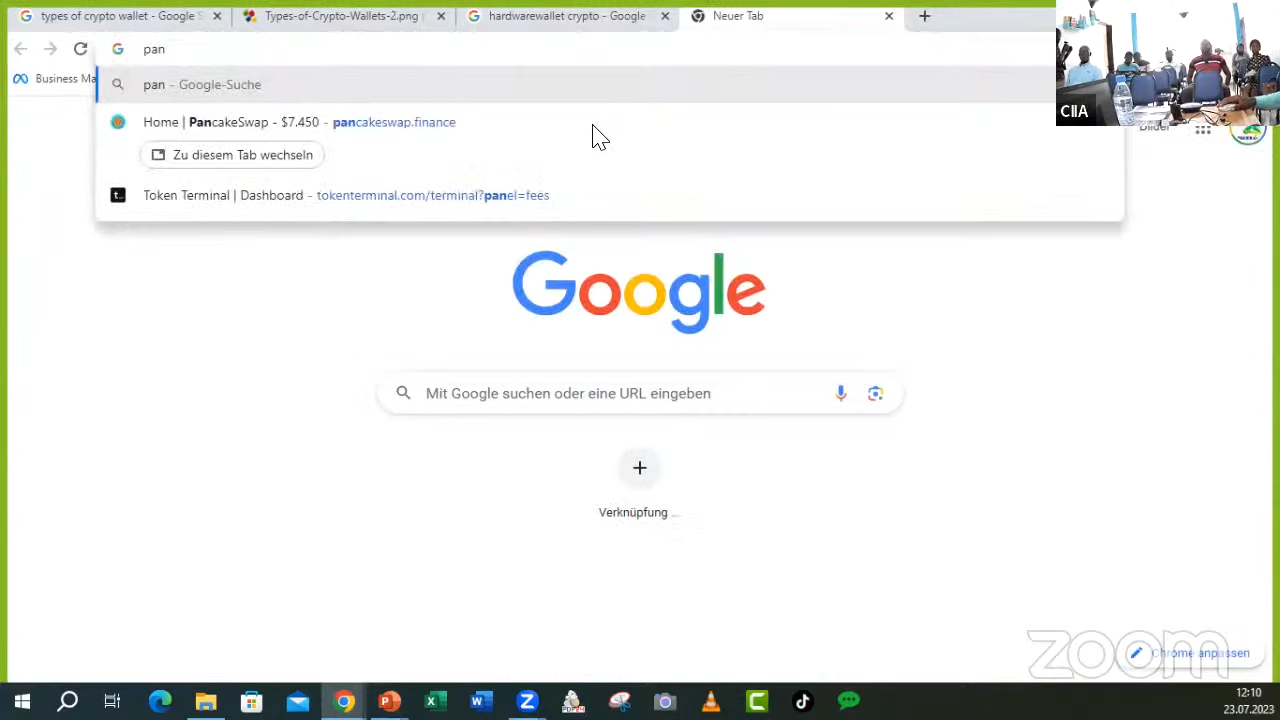 types of crypto wallet - Google S
Types-of-Crypto-Wallets-2.png
hardwarewallet crypto - Google
Neuer Tab
pan
Business Ma
pan - Google-Suche
Home | PancakeSwap - $7.450 - pancakeswap.finance
Zu diesem Tab wechseln
Token Terminal | Dashboard - tokenterminal.com/terminal?panel=fees
CIIA
Bilder
Google
Mit Google suchen oder eine URL eingeben
Verknüpfung
zoom
Chrome anpassen
12:10
23.07.2023